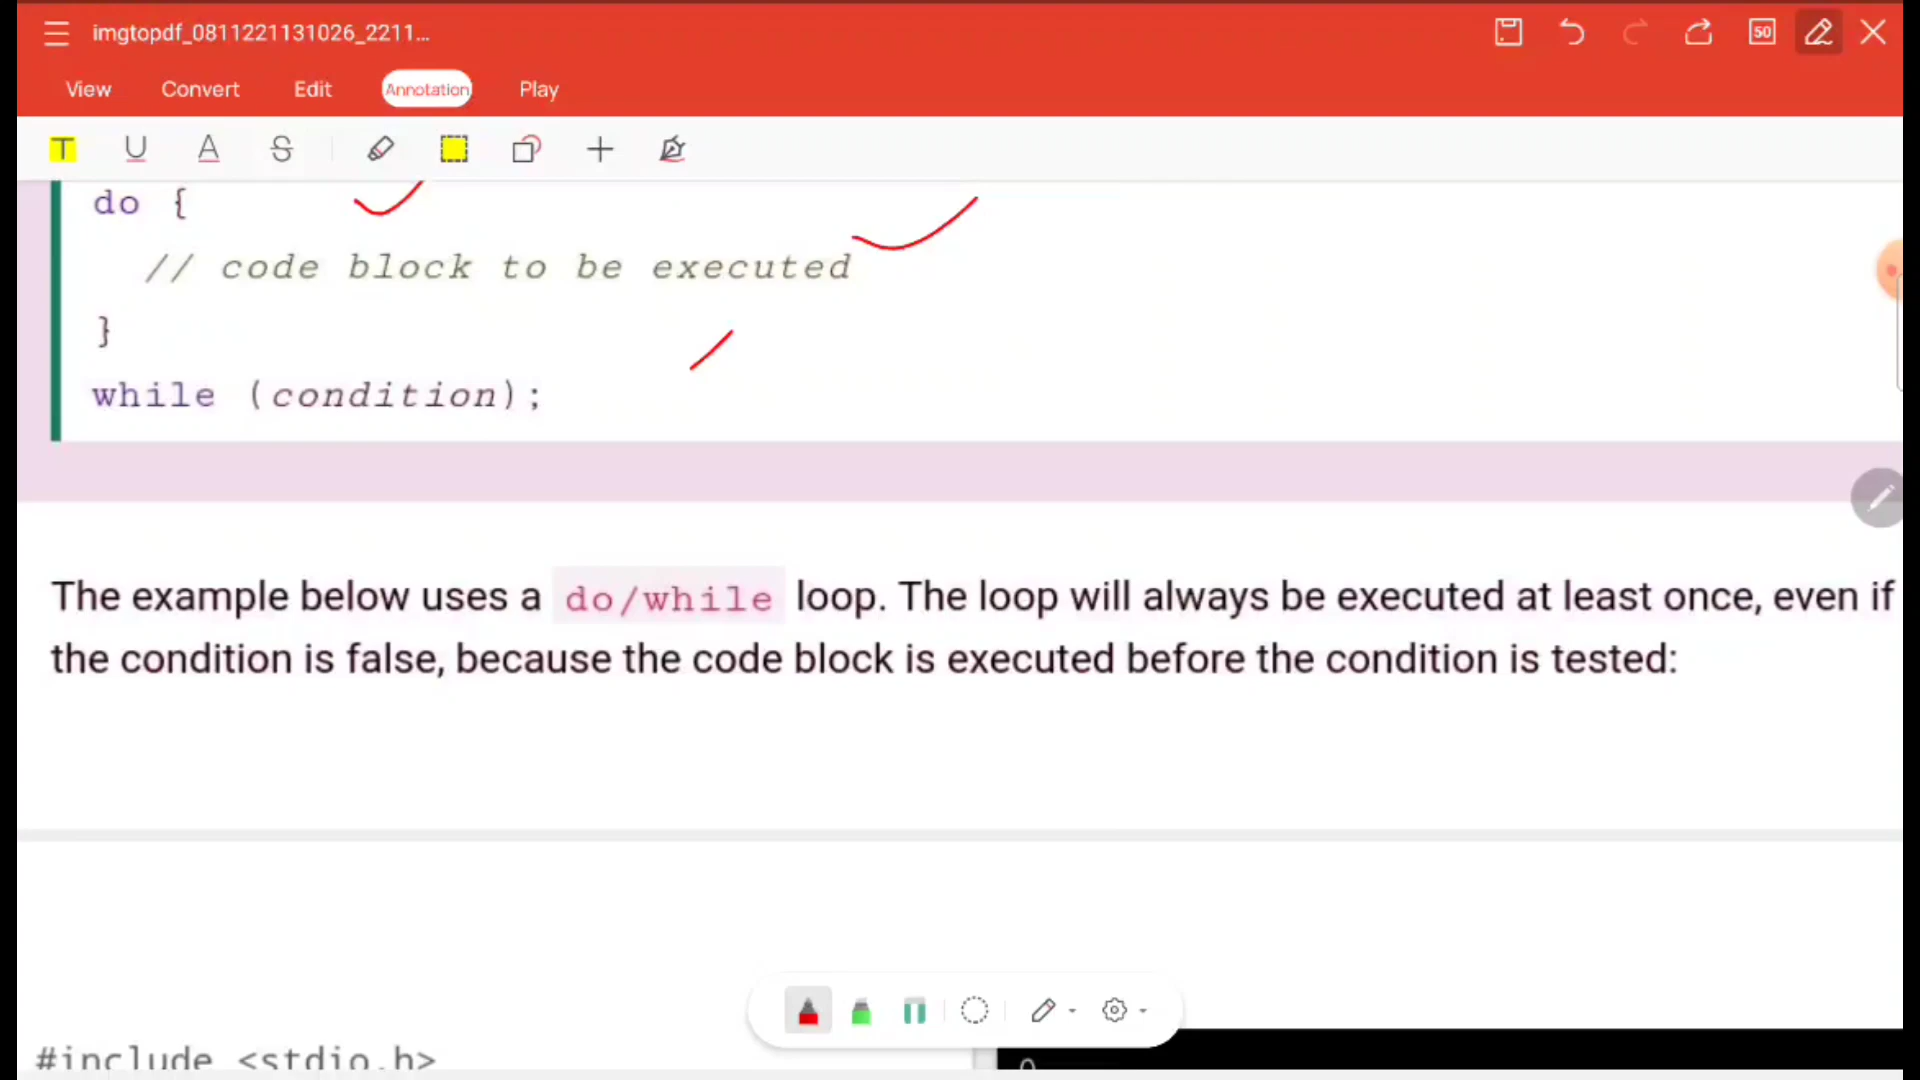 imgtopdf_0811221131026_2211...
50
View Convert Edit Annotation Play
T U A S
do {
// code block to be executed
}
while (condition);
The example below uses a do/while loop. The loop will always be executed at least once, even if
the condition is false, because the code block is executed before the condition is tested:
#include <stdio.h>